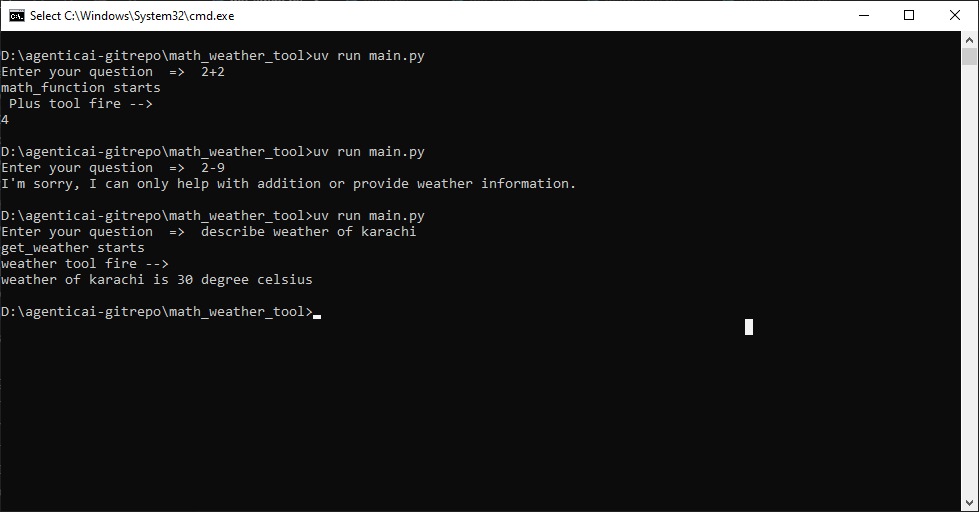 Select C:\Windows\System32\cmd.exe
D:\agenticai-gitrepo\math_weather_tool>uv run main.py
Enter your question  =>  2+2
math_function starts
 Plus tool fire -->
4
D:\agenticai-gitrepo\math_weather_tool>uv run main.py
Enter your question  =>  2-9
I'm sorry, I can only help with addition or provide weather information.
D:\agenticai-gitrepo\math_weather_tool>uv run main.py
Enter your question  =>  describe weather of karachi
get_weather starts
weather tool fire -->
weather of karachi is 30 degree celsius
D:\agenticai-gitrepo\math_weather_tool>